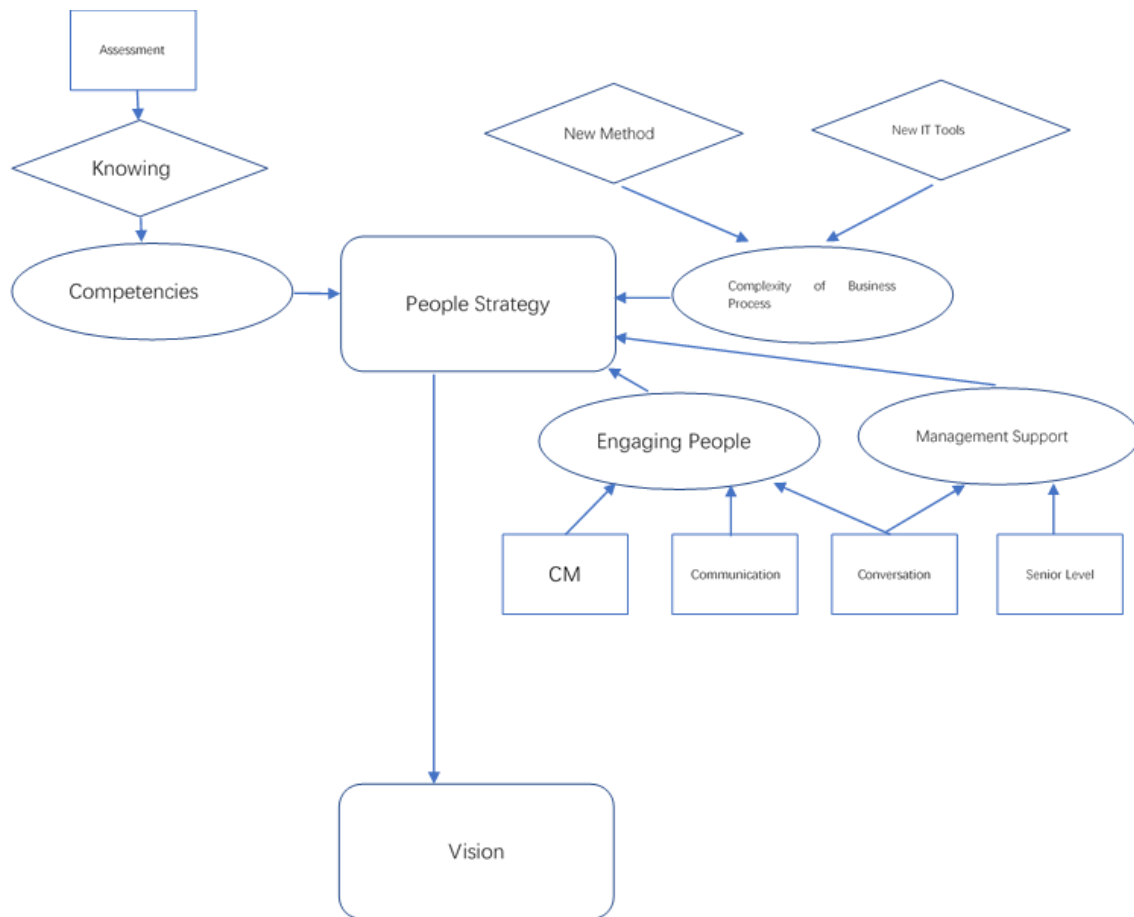 Assessment
New Method
New IT Tools
Knowing
Competencies
People Strategy
Complexity of Business
Process
Engaging People
Management Support
CM
Communication
Conversation
Senior Level
Vision